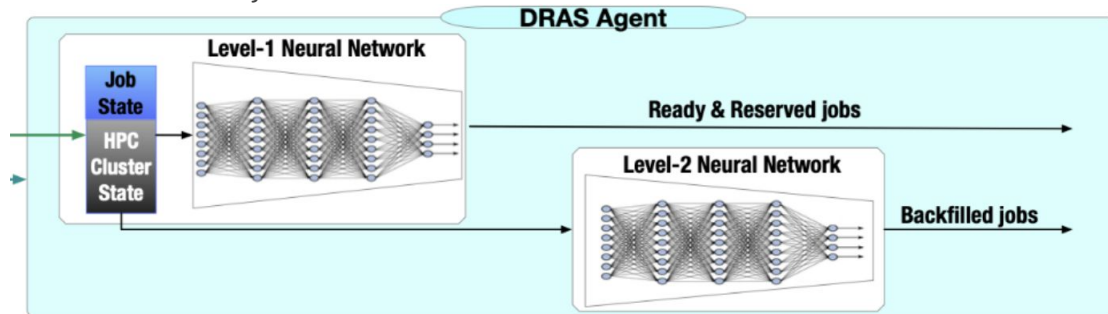 DRAS Agent
Level-1 Neural Network
Job
State
HPC
Cluster
State
Ready & Reserved jobs
Level-2 Neural Network
Backfilled jobs